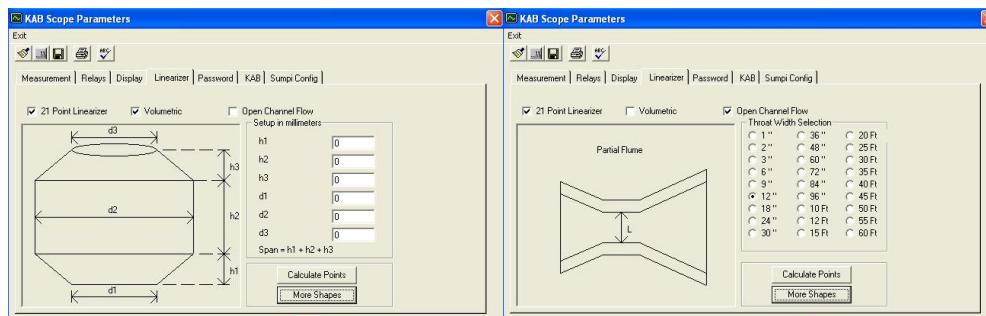 KAB Scope Parameters
Exit
Measurement Relays Display Linearizer Password KAB Sumpi Config
21 Point Linearizer Volumetric Open Channel Flow
Setup in millimeters
d3
h1 0
h2 0
h3
h3 0
d1 0
d2
h2
d2 0
d3 0
Span = h1 + h2 + h3
h1
d1
Calculate Points
More Shapes
KAB Scope Parameters
Exit
Measurement Relays Display Linearizer Password KAB Sumpi Config
21 Point Linearizer Volumetric Open Channel Flow
Throat Width Selection
Partial Flume
1 " 36 " 20 Ft
2 " 48 " 25 Ft
3 " 60 " 30 Ft
6 " 72 " 35 Ft
9 " 84 " 40 Ft
12 " 96 " 45 Ft
18 " 10 Ft 50 Ft
24 " 12 Ft 55 Ft
30 " 15 Ft 60 Ft
L
Calculate Points
More Shapes